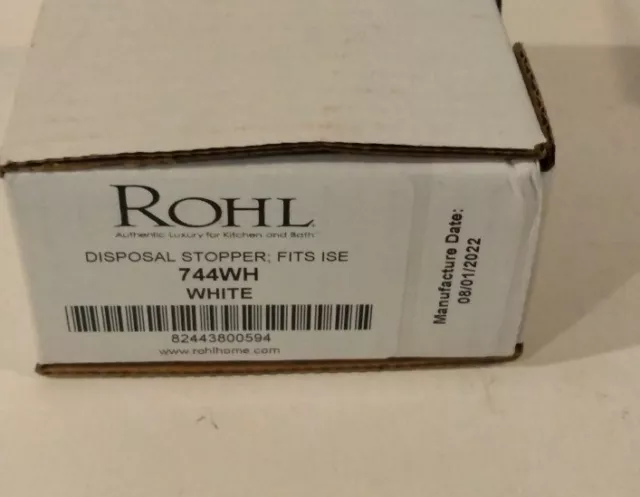 ROHL
Authentic Luxury for Kitchen and Bath
DISPOSAL STOPPER; FITS ISE
744WH
WHITE
82443800594
www.rohlhome.com
Manufacture Date:
08/01/2022